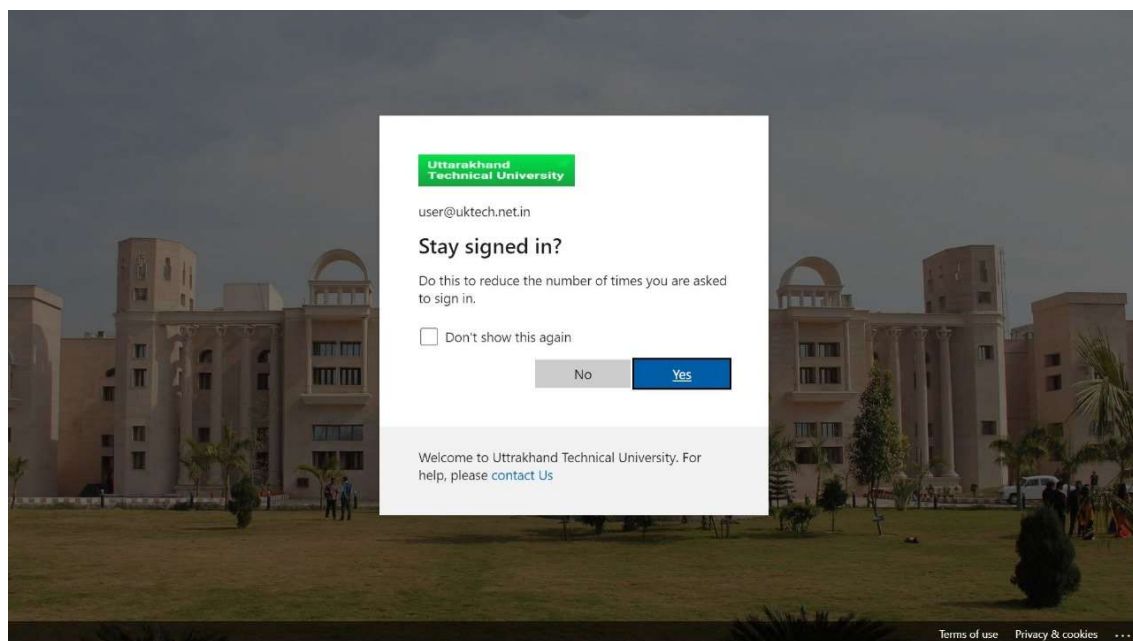 Uttarakhand
Technical University
user@uktech.net.in
Stay signed in?
Do this to reduce the number of times you are asked
to sign in.
Don't show this again
No
Yes
Welcome to Uttrakhand Technical University. For
help, please contact Us
Terms of use Privacy & cookies ...